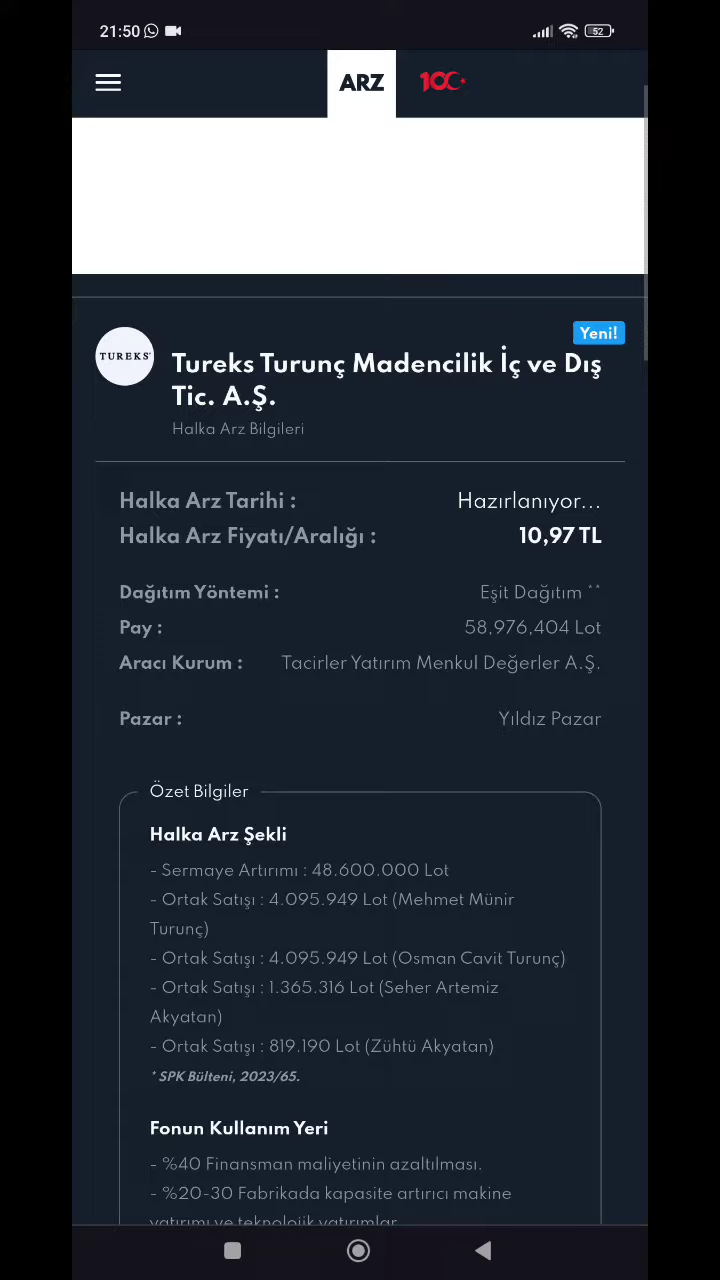 21:50
52
ARZ
100
Yeni!
TUREKS
Tureks Turunç Madencilik İç ve Dış
Tic. A.Ş.
Halka Arz Bilgileri
Halka Arz Tarihi : Hazırlanıyor...
Halka Arz Fiyatı/Aralığı : 10,97 TL
Dağıtım Yöntemi : Eşit Dağıtım **
Pay : 58,976,404 Lot
Aracı Kurum : Tacirler Yatırım Menkul Değerler A.Ş.
Pazar : Yıldız Pazar
Özet Bilgiler
Halka Arz Şekli
- Sermaye Artırımı : 48.600.000 Lot
- Ortak Satışı : 4.095.949 Lot (Mehmet Münir
Turunç)
- Ortak Satışı : 4.095.949 Lot (Osman Cavit Turunç)
- Ortak Satışı : 1.365.316 Lot (Seher Artemiz
Akyatan)
- Ortak Satışı : 819.190 Lot (Zühtü Akyatan)
* SPK Bülteni, 2023/65.
Fonun Kullanım Yeri
- %40 Finansman maliyetinin azaltılması.
- %20-30 Fabrikada kapasite artırıcı makine
yatırımı ve teknolojik yatırımlar